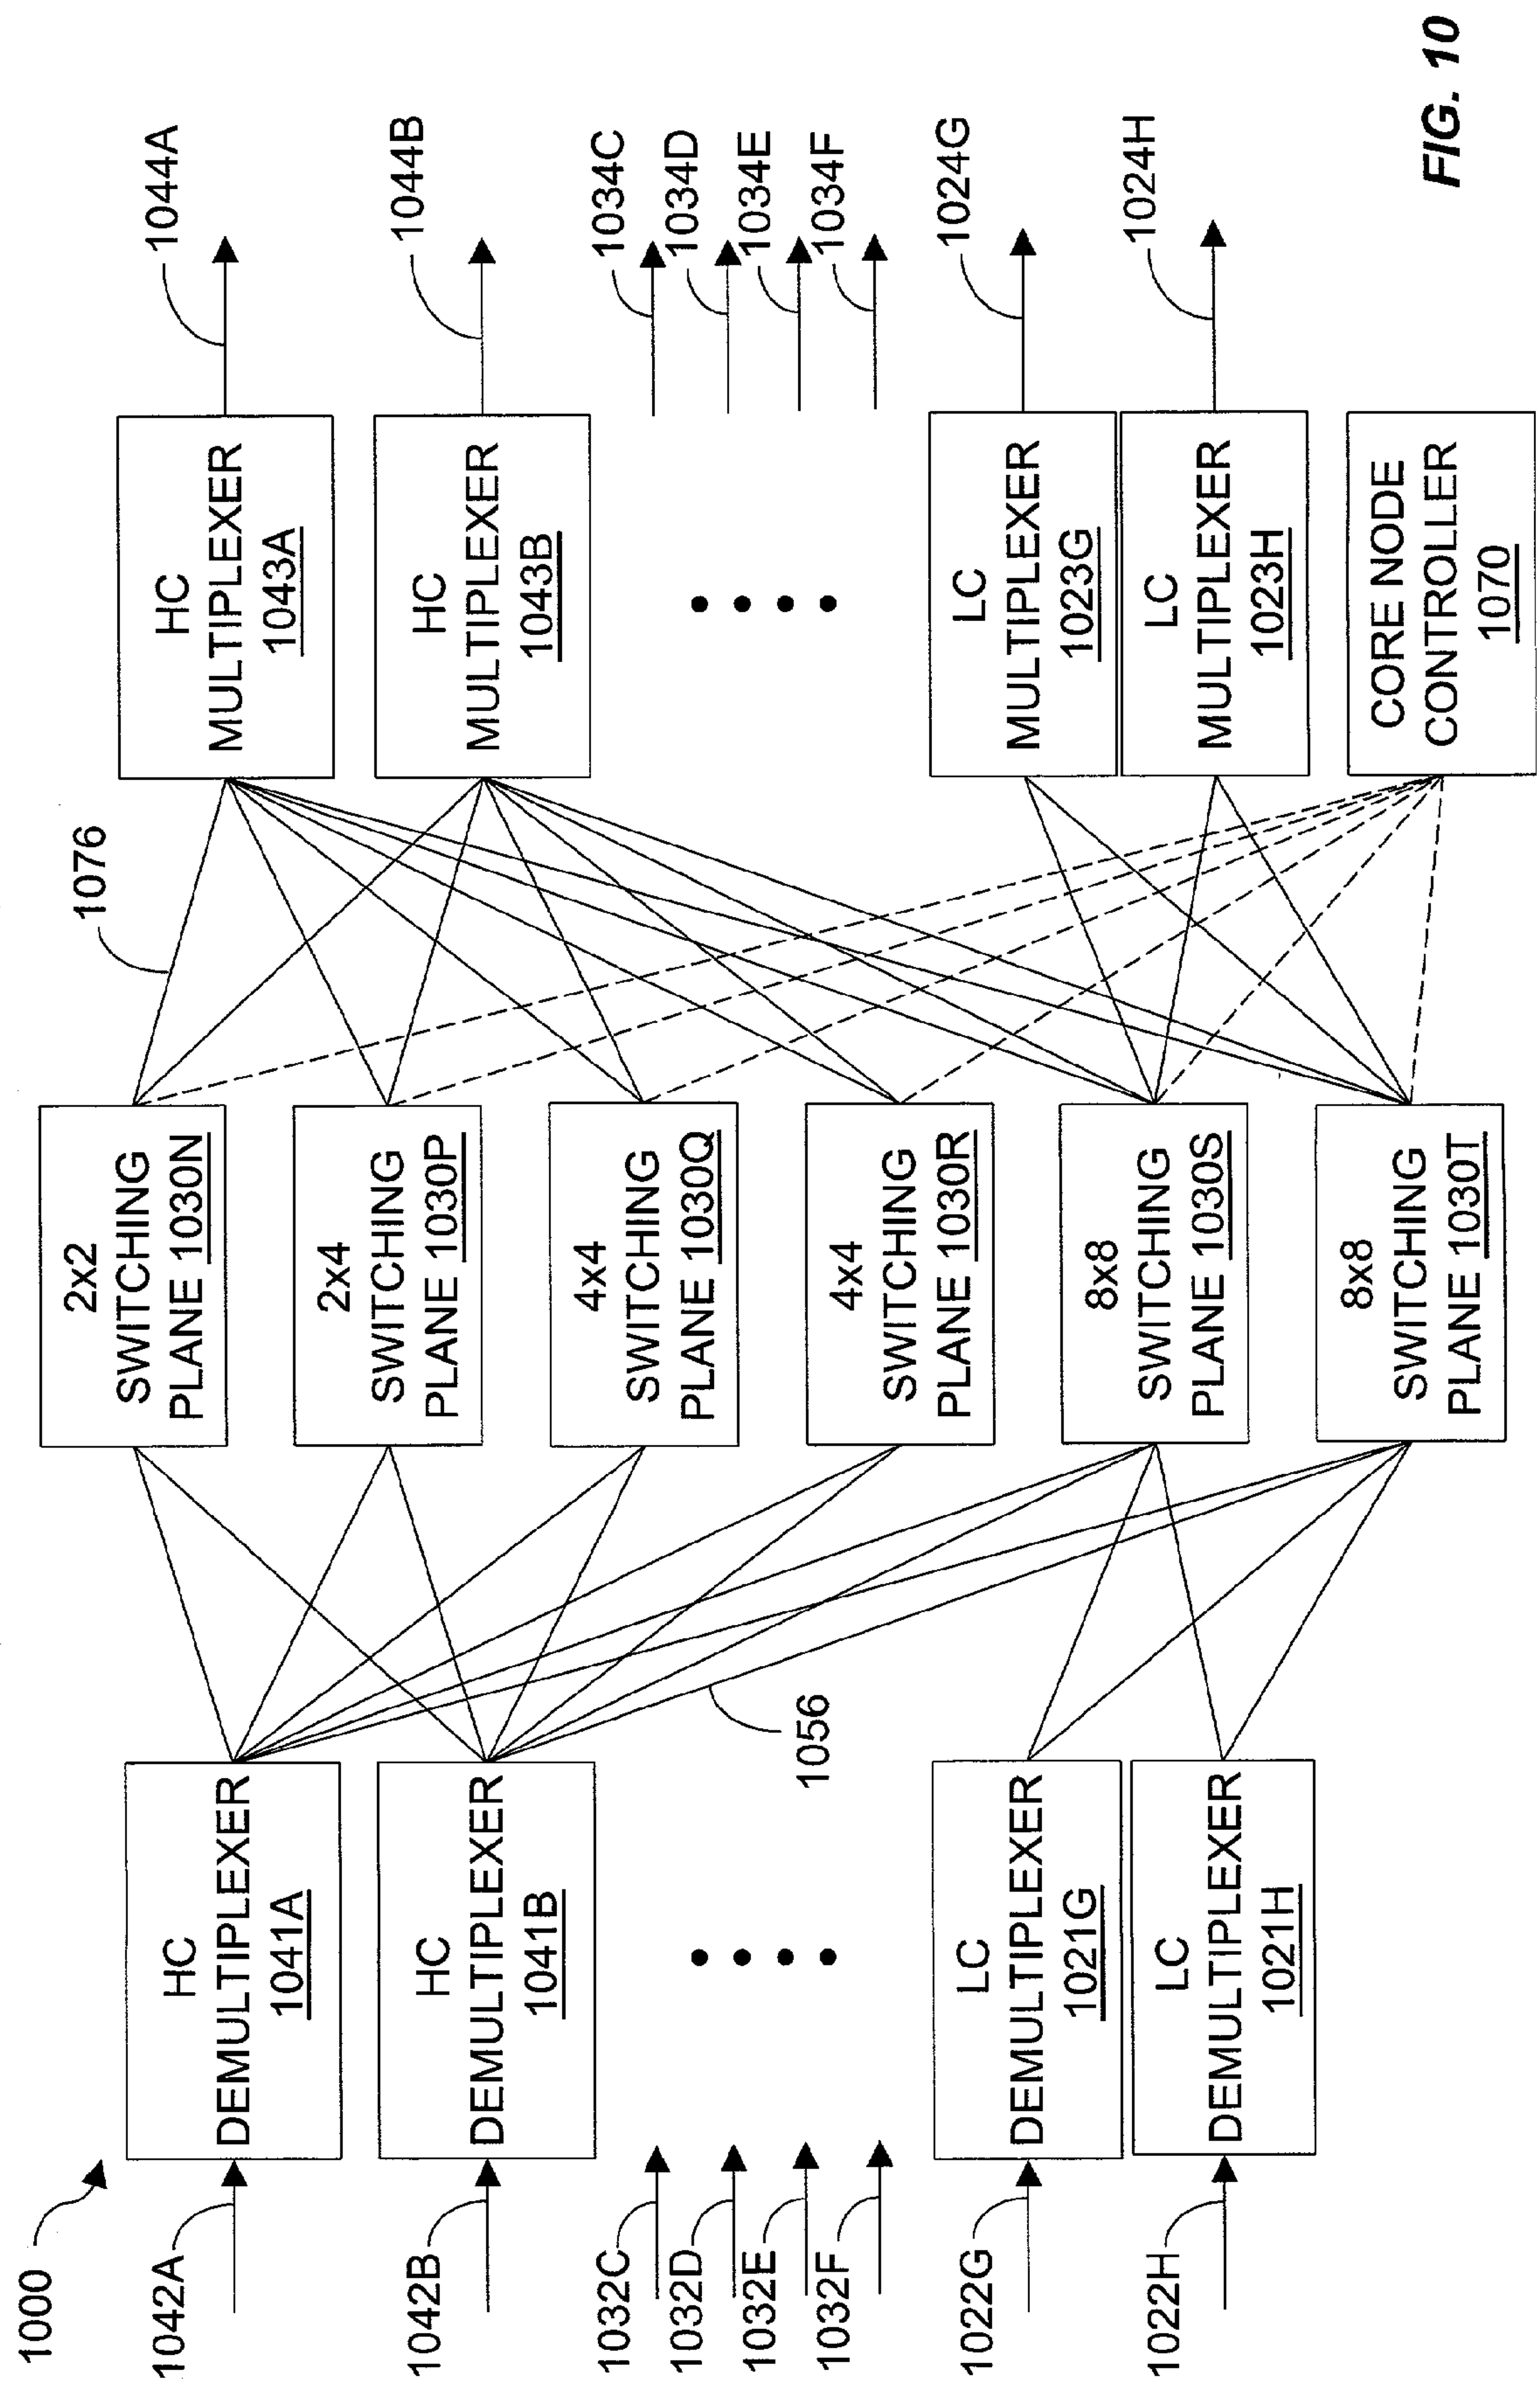 1000
1042A
1042B
1032C
1032D
1032E
1032F
1022G
1022H
HC
DEMULTIPLEXER
1041A
HC
DEMULTIPLEXER
1041B
LC
DEMULTIPLEXER
1021G
LC
DEMULTIPLEXER
1021H
1056
2x2
SWITCHING
PLANE 1030N
2x4
SWITCHING
PLANE 1030P
4x4
SWITCHING
PLANE 1030Q
4x4
SWITCHING
PLANE 1030R
8x8
SWITCHING
PLANE 1030S
8x8
SWITCHING
PLANE 1030T
1076
HC
MULTIPLEXER
1043A
HC
MULTIPLEXER
1043B
LC
MULTIPLEXER
1023G
LC
MULTIPLEXER
1023H
CORE NODE
CONTROLLER
1070
1044A
1044B
1034C
1034D
1034E
1034F
1024G
1024H
FIG. 10